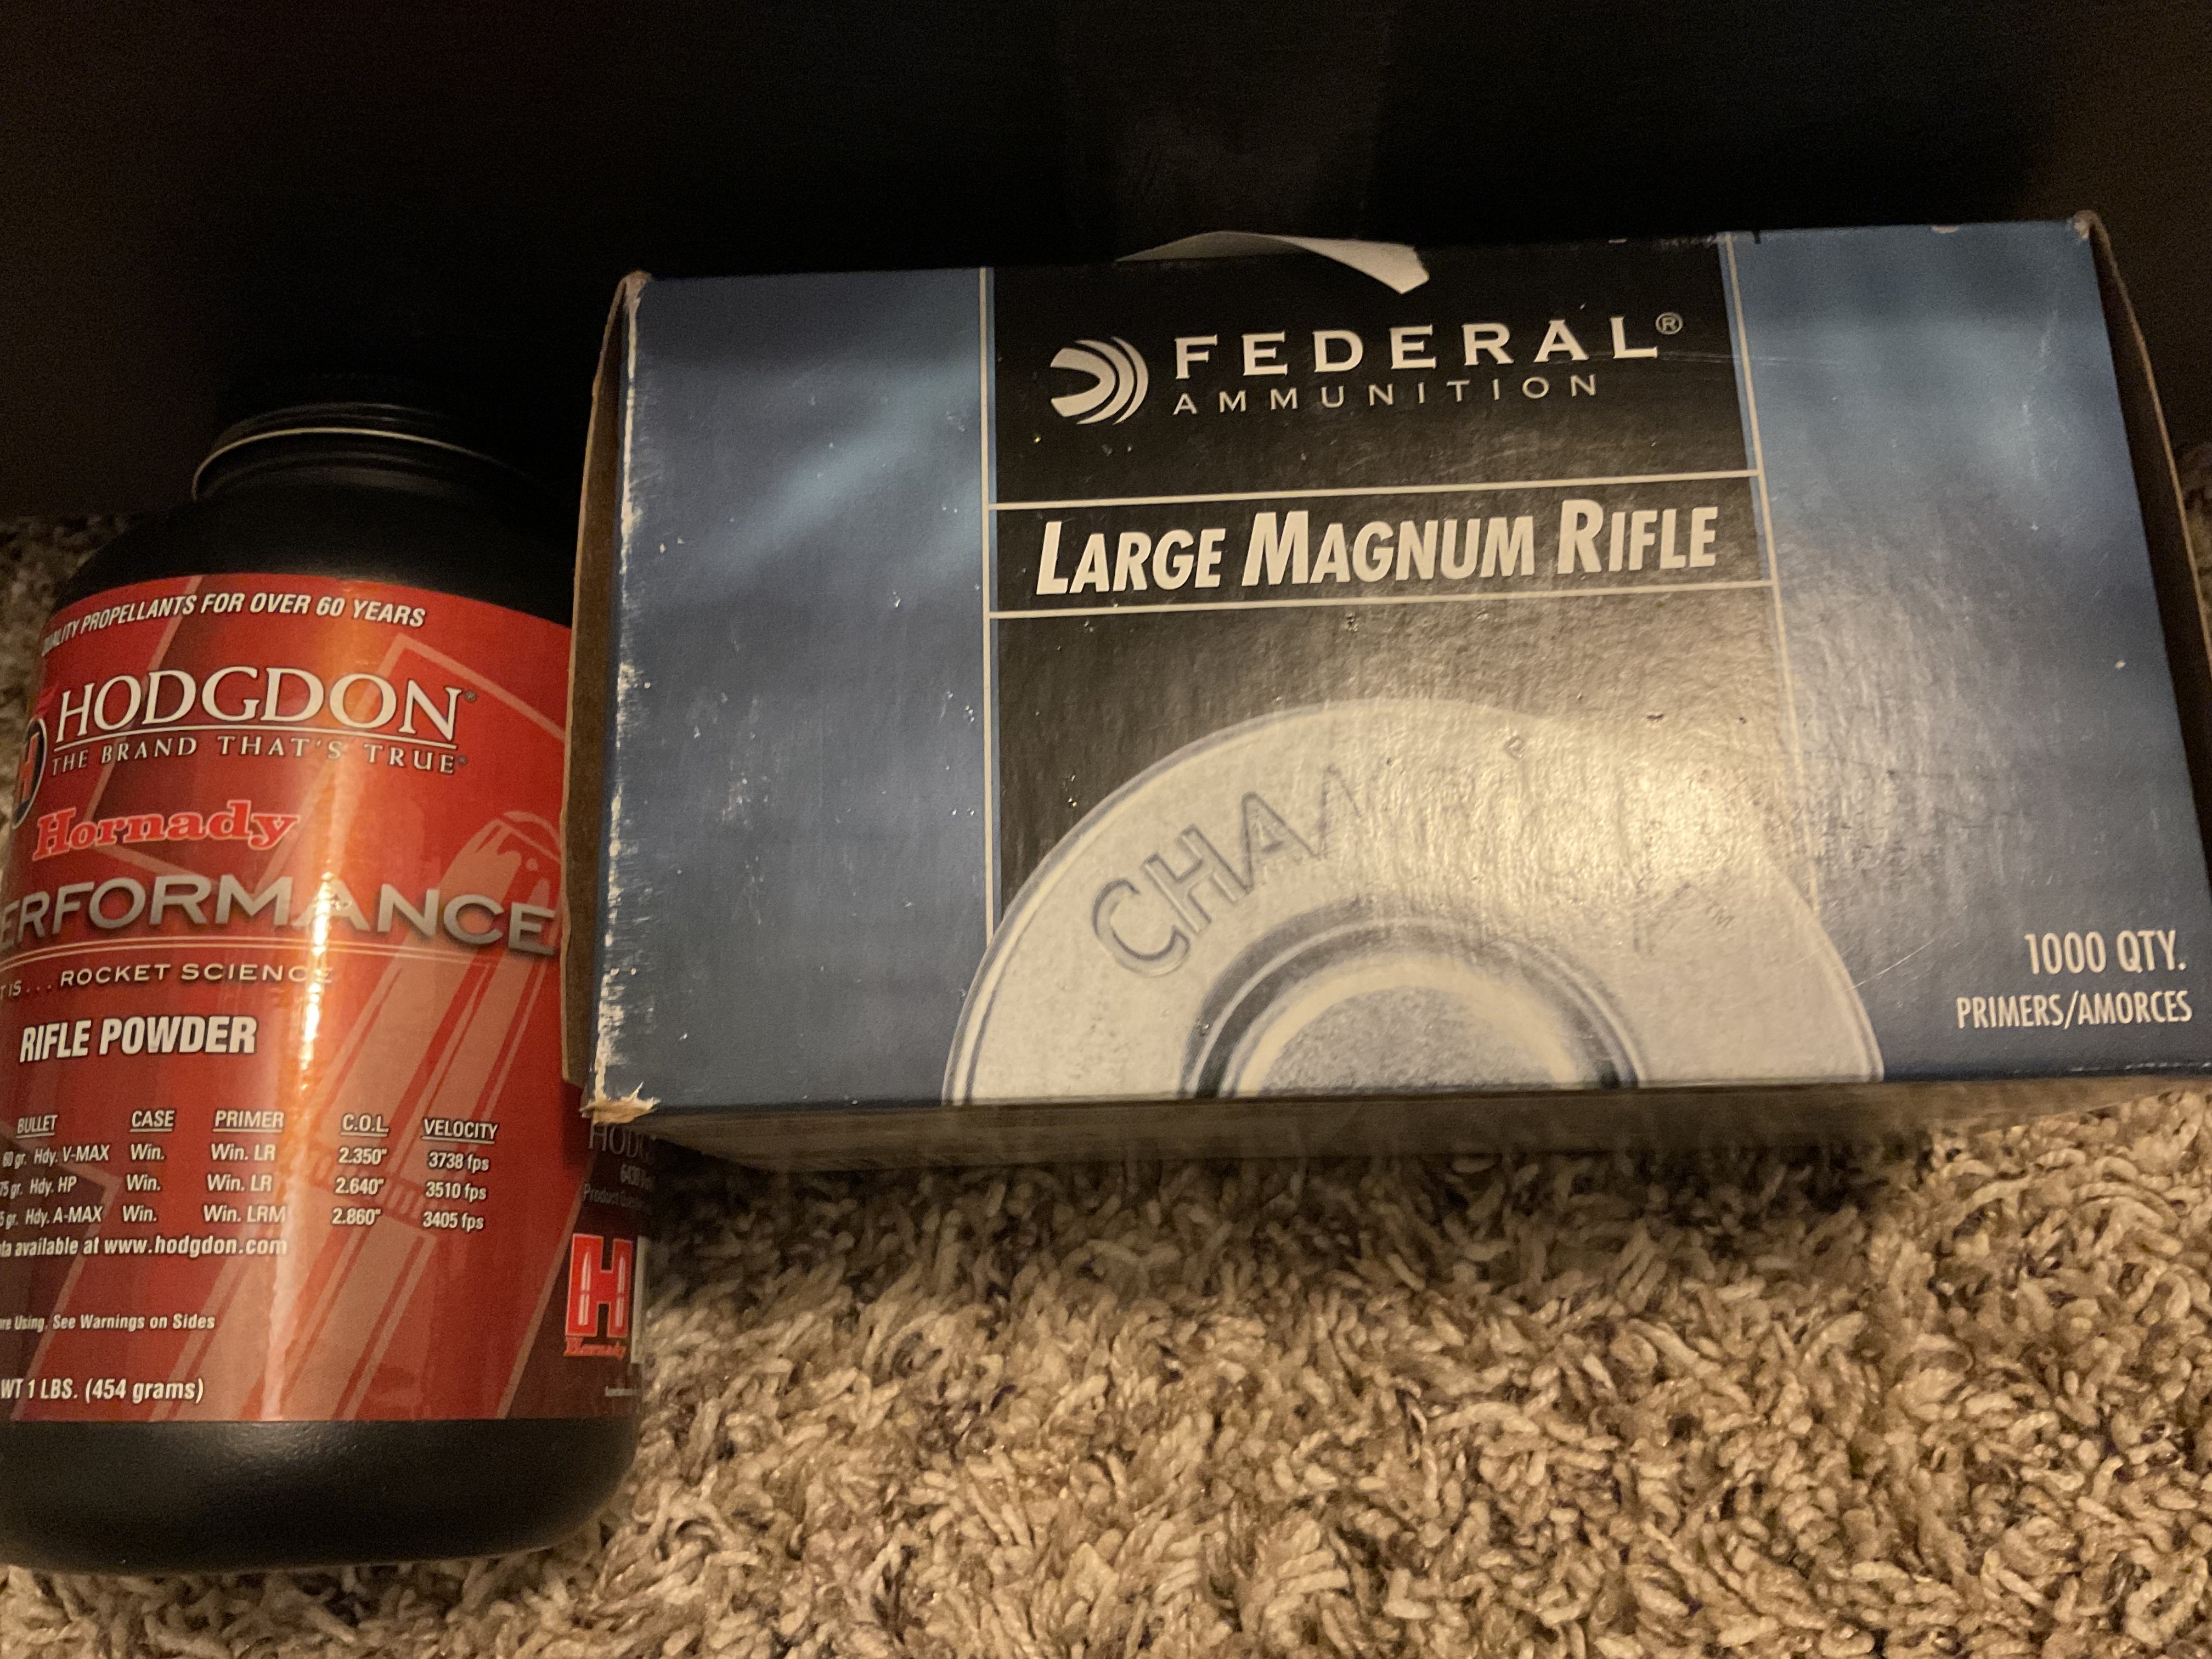 PROPELLANTS FOR OVER 60 YEARS
HODGDON®
THE BRAND THAT'S TRUE®
Hornady
ERFORMANCE
IS... ROCKET SCIENCE
RIFLE POWDER
BULLET CASE PRIMER C.O.L. VELOCITY
60 gr. Hdy. V-MAX Win. Win. LR 2.350" 3738 fps
75 gr. Hdy. HP Win. Win. LR 2.640" 3510 fps
gr. Hdy. A-MAX Win. Win. LRM 2.860" 3405 fps
available at www.hodgdon.com
Using. See Warnings on Sides
WT 1 LBS. (454 grams)
H
Hornady
FEDERAL®
AMMUNITION
LARGE MAGNUM RIFLE
1000 QTY.
PRIMERS/AMORCES